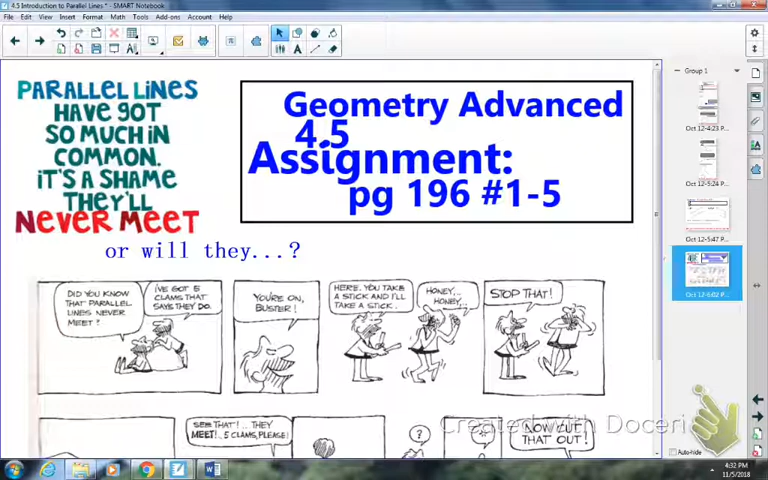 4.5 Introduction to Parallel Lines * - SMART Notebook
File Edit View Insert Format Math Tools Add-ons Account Help
PARALLEL LINES
HAVE GOT
SO MUCH IN
COMMON.
IT'S A SHAME
THEY'LL
NEVER MEET
or will they...?
Geometry Advanced
4.5
Assignment:
pg 196 #1-5
DID YOU KNOW
THAT PARALLEL
LINES NEVER
MEET?
I'VE GOT 5
CLAMS THAT
SAYS THEY DO.
YOU'RE ON,
BUSTER!
HERE. YOU TAKE
A STICK AND I'LL
TAKE A STICK.
HONEY,..
HONEY...
STOP THAT!
SEE THAT!... THEY
MEET!.. 5 CLAMS, PLEASE!
?
NOW CUT
THAT OUT!
Created with Doceri
Group 1
Oct 12-4:23 P...
Oct 12-5:24 P...
Oct 12-5:47 P...
Oct 12-6:02 P...
Auto-hide
4:32 PM
11/5/2018